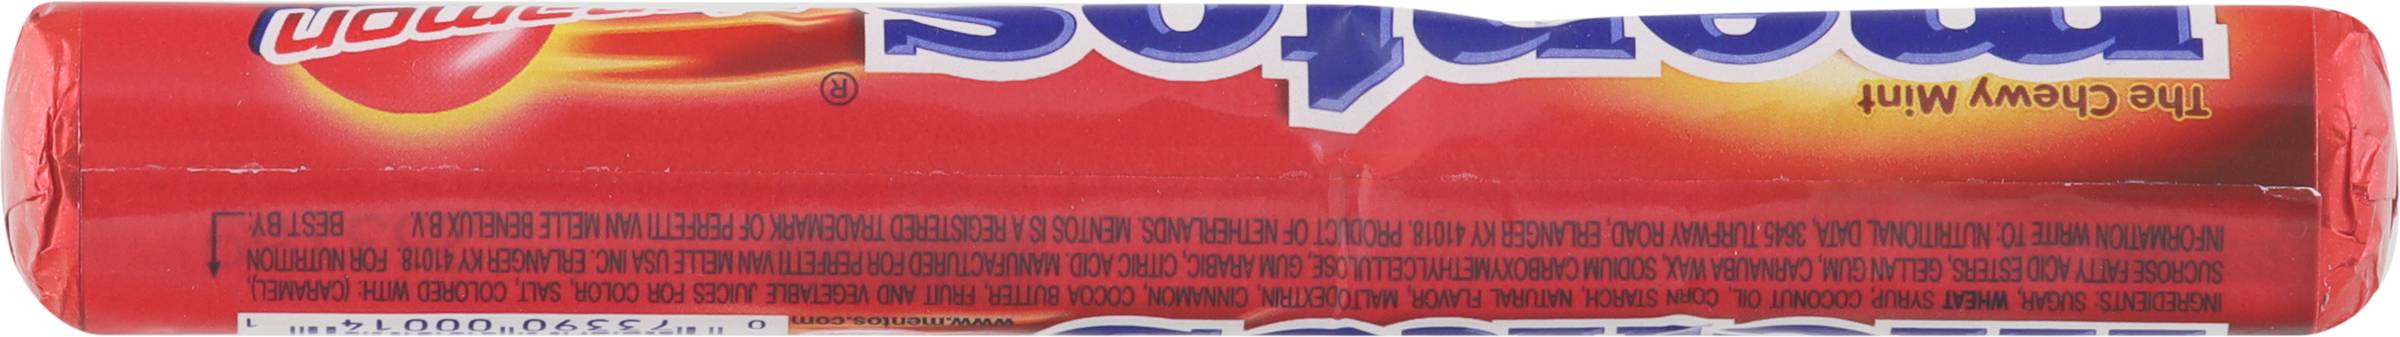 www.mentos.com
0 73390 00014 1
INGREDIENTS: SUGAR, WHEAT SYRUP, COCONUT OIL, CORN STARCH, NATURAL FLAVOR, MALTODEXTRIN, CINNAMON, COCOA BUTTER, FRUIT AND VEGETABLE JUICES FOR COLOR, SALT, COLORED WITH: (CARAMEL),
SUCROSE FATTY ACID ESTERS, GELLAN GUM, CARNAUBA WAX, SODIUM CARBOXYMETHYLCELLULOSE, GUM ARABIC, CITRIC ACID. MANUFACTURED FOR PERFETTI VAN MELLE USA INC. ERLANGER KY 41018. FOR NUTRITION
INFORMATION WRITE TO: NUTRITIONAL DATA, 3645 TURFWAY ROAD, ERLANGER KY 41018. PRODUCT OF NETHERLANDS. MENTOS IS A REGISTERED TRADEMARK OF PERFETTI VAN MELLE BENELUX B.V. BEST BY:
The Chewy Mint
mentos ®